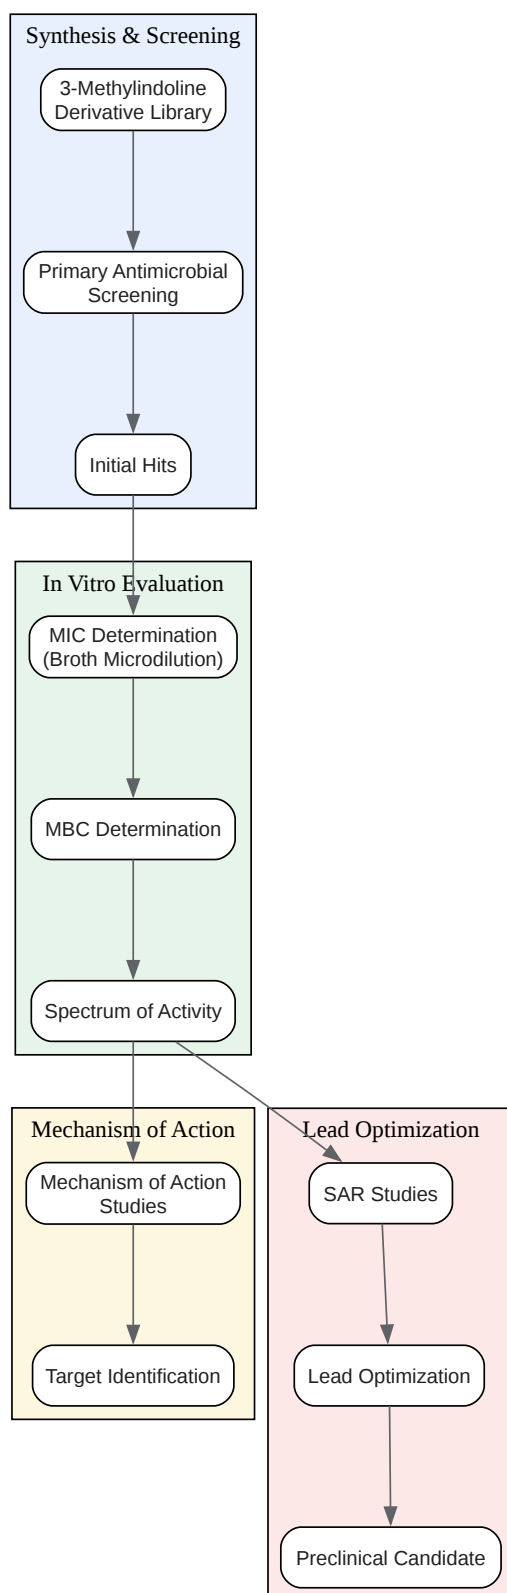 Synthesis & Screening
3-Methylindoline
Derivative Library
Primary Antimicrobial
Screening
Initial Hits
In Vitro Evaluation
MIC Determination
(Broth Microdilution)
MBC Determination
Spectrum of Activity
Mechanism of Action
Mechanism of Action
Studies
Target Identification
Lead Optimization
SAR Studies
Lead Optimization
Preclinical Candidate